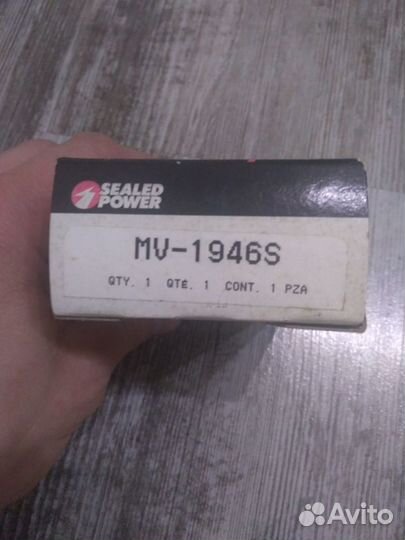 SEALED
POWER
MV-1946S
QTY. 1 QTÉ. 1 CONT. 1 PZA
Avito